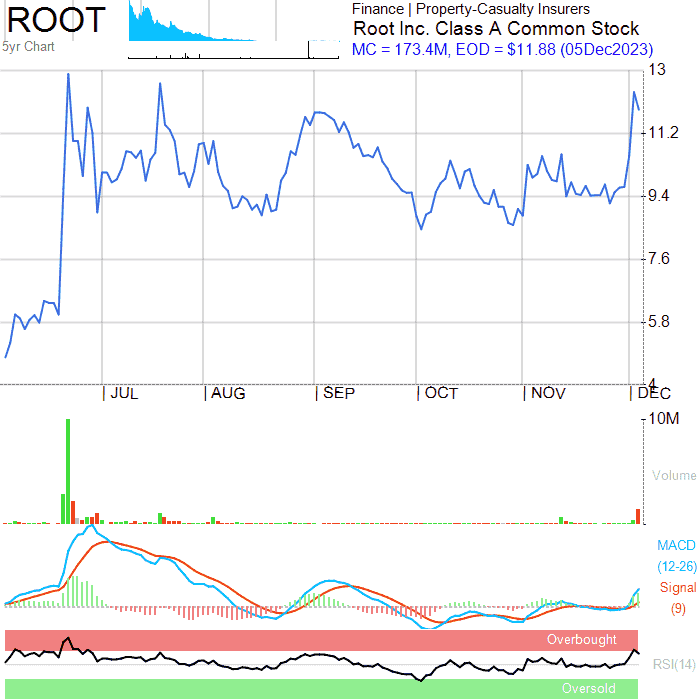 ROOT
5yr Chart
Finance | Property-Casualty Insurers
Root Inc. Class A Common Stock
MC = 173.4M, EOD = $11.88 (05Dec2023)
13
11.2
9.4
7.6
5.8
4
| JUL | AUG | SEP | OCT | NOV | DEC
10M
Volume
MACD
(12-26)
Signal
(9)
Overbought
RSI(14)
Oversold